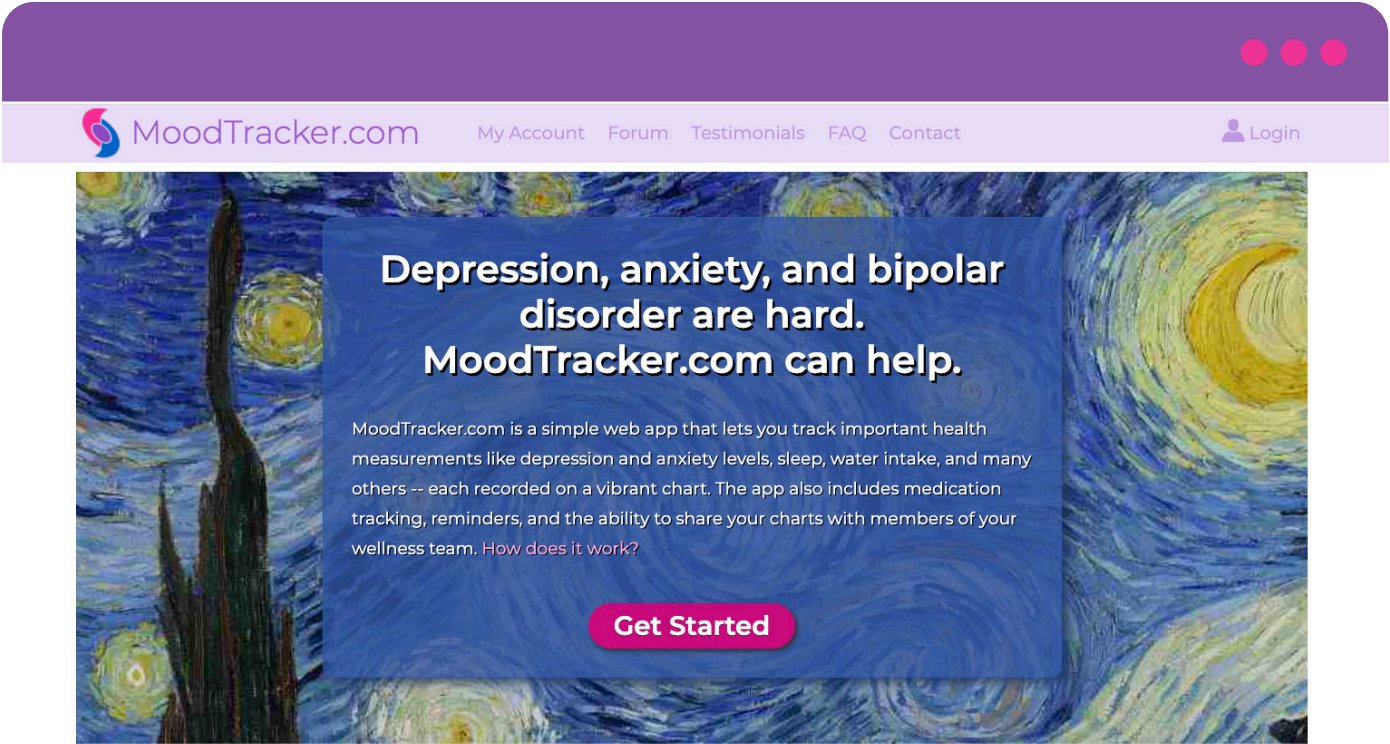 MoodTracker.com
My Account Forum Testimonials FAQ Contact
Login
Depression, anxiety, and bipolar
disorder are hard.
MoodTracker.com can help.
MoodTracker.com is a simple web app that lets you track important health
measurements like depression and anxiety levels, sleep, water intake, and many
others -- each recorded on a vibrant chart. The app also includes medication
tracking, reminders, and the ability to share your charts with members of your
wellness team. How does it work?
Get Started